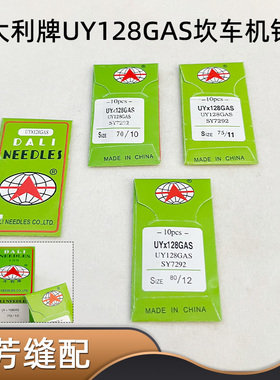 大利牌UY128GAS坎车机针
UY128GAS
DALI
NEEDLES
DALI NEEDLES CO.,LTD.
10pcs
UYx128GAS
UY128GAS
SY7292
SIZE 70/10
MADE IN CHINA
10pcs
UYx128GAS
UY128GAS
SY7292
SIZE 75/11
MADE IN CHINA
10pcs
UYx128GAS
UY128GAS
SY7292
SIZE 80/12
MADE IN CHINA
芳缝配